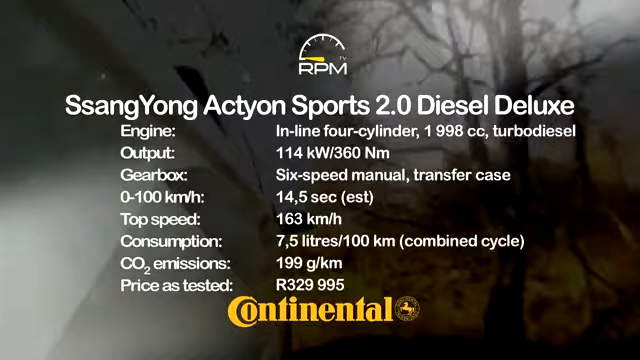 TV
RPM
SsangYong Actyon Sports 2.0 Diesel Deluxe
Engine: In-line four-cylinder, 1 998 cc, turbodiesel
Output: 114 kW/360 Nm
Gearbox: Six-speed manual, transfer case
0-100 km/h: 14,5 sec (est)
Top speed: 163 km/h
Consumption: 7,5 litres/100 km (combined cycle)
CO2 emissions: 199 g/km
Price as tested: R329 995
Continental